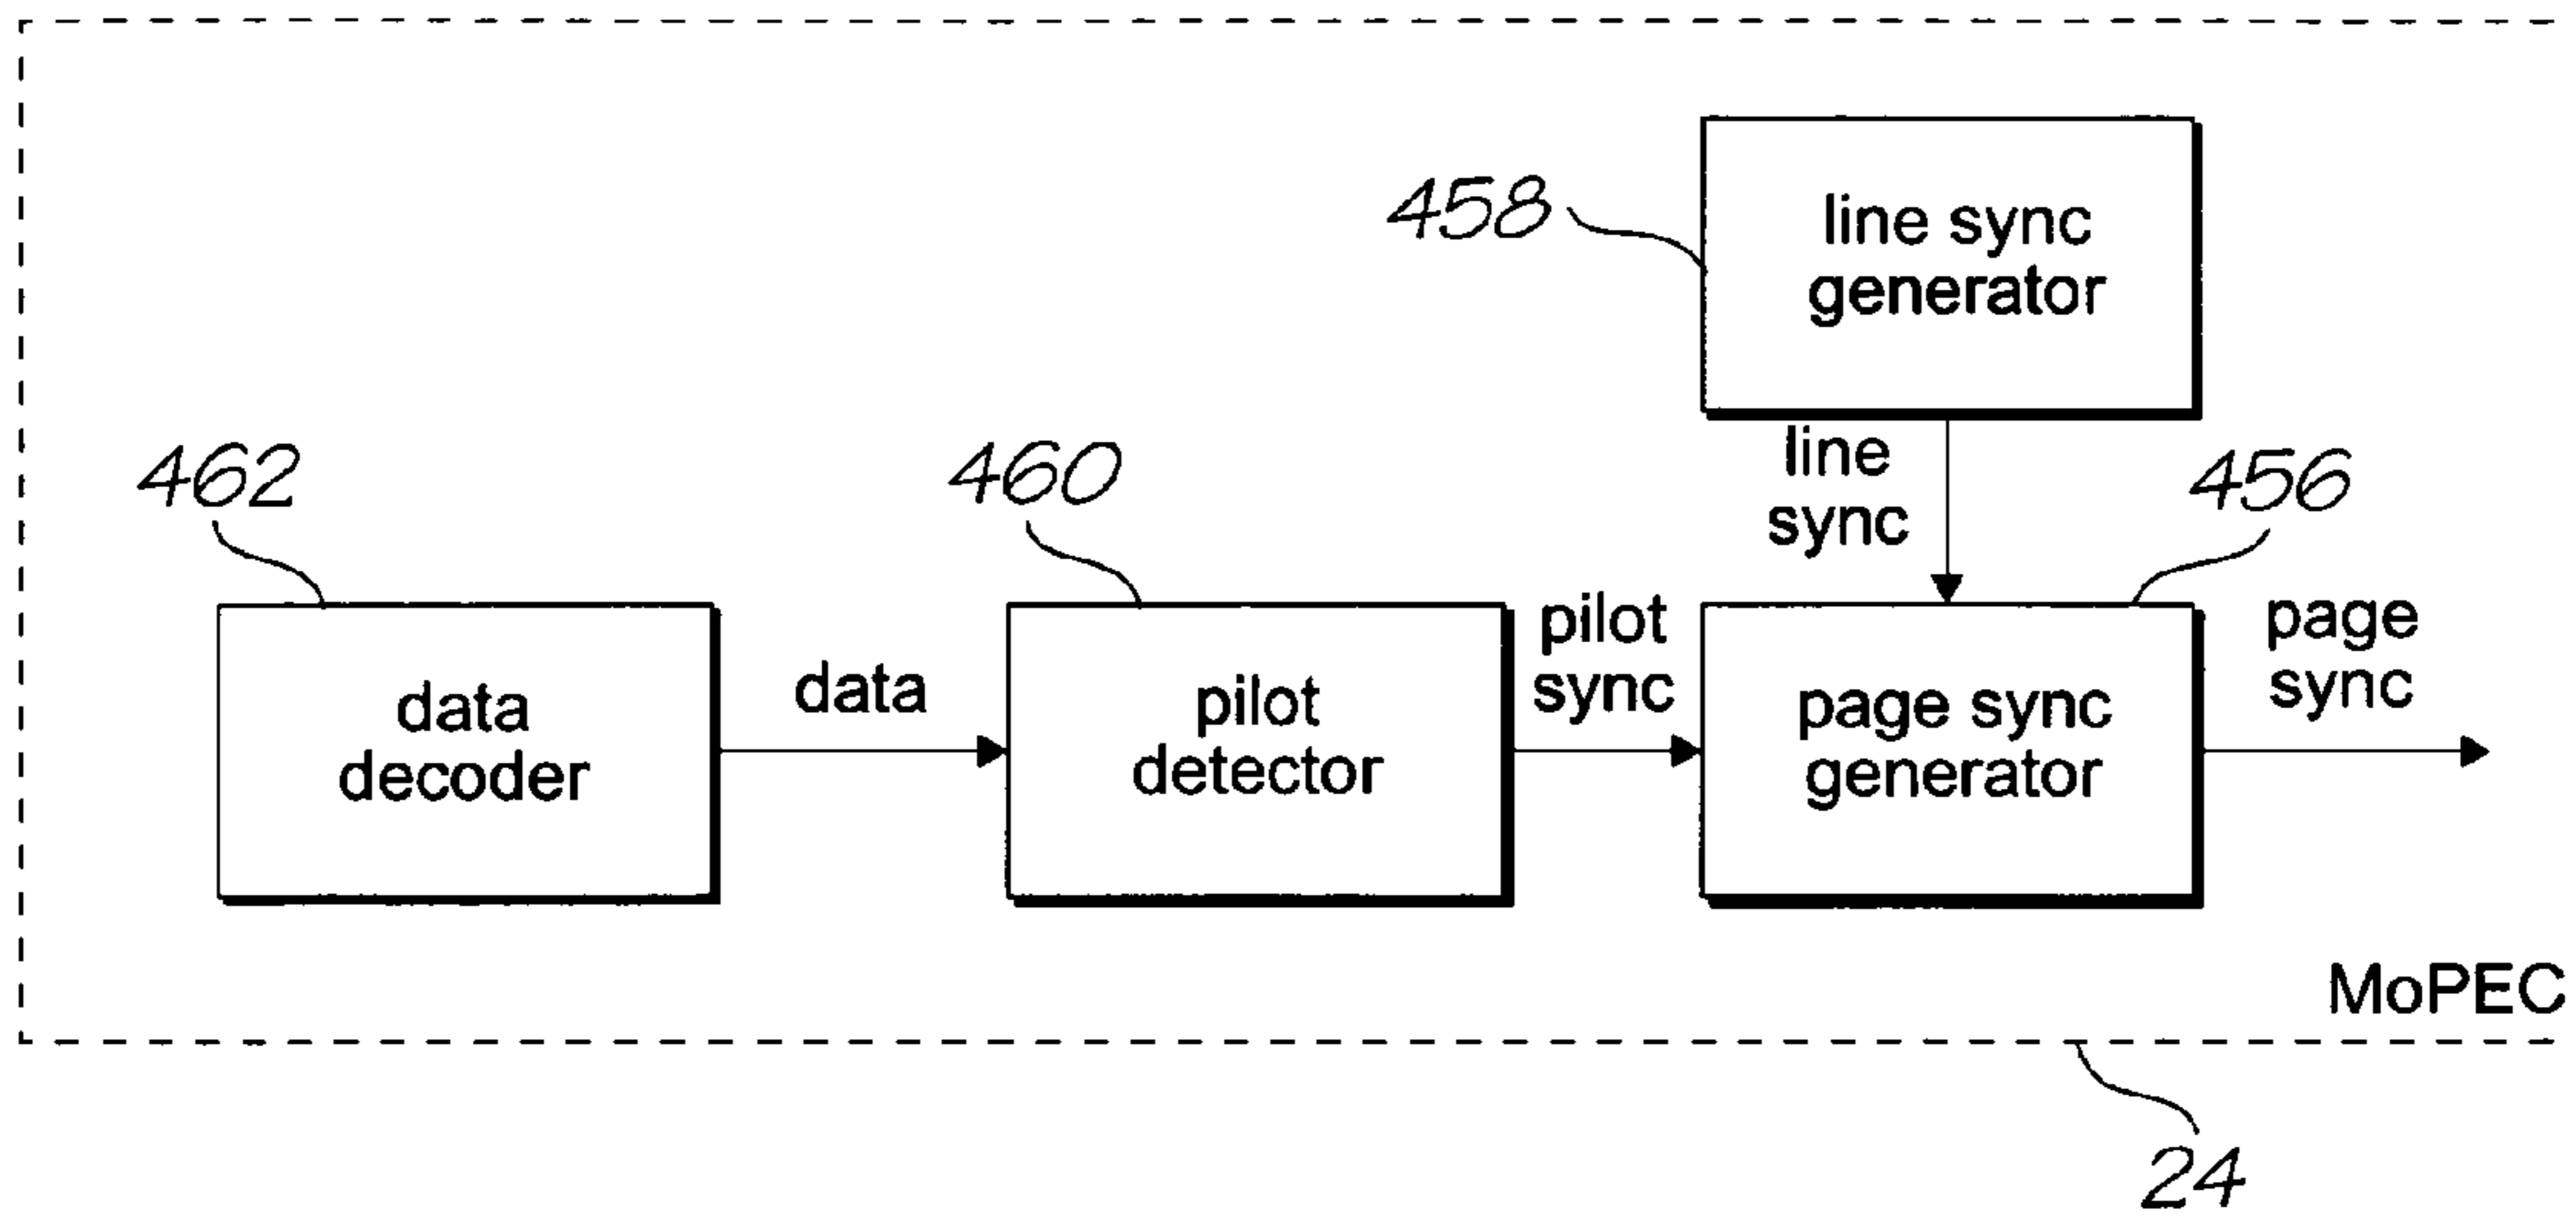 458
line sync
generator
line
sync
462
460
456
data
decoder
data
pilot
detector
pilot
sync
page sync
generator
page
sync
MoPEC
24